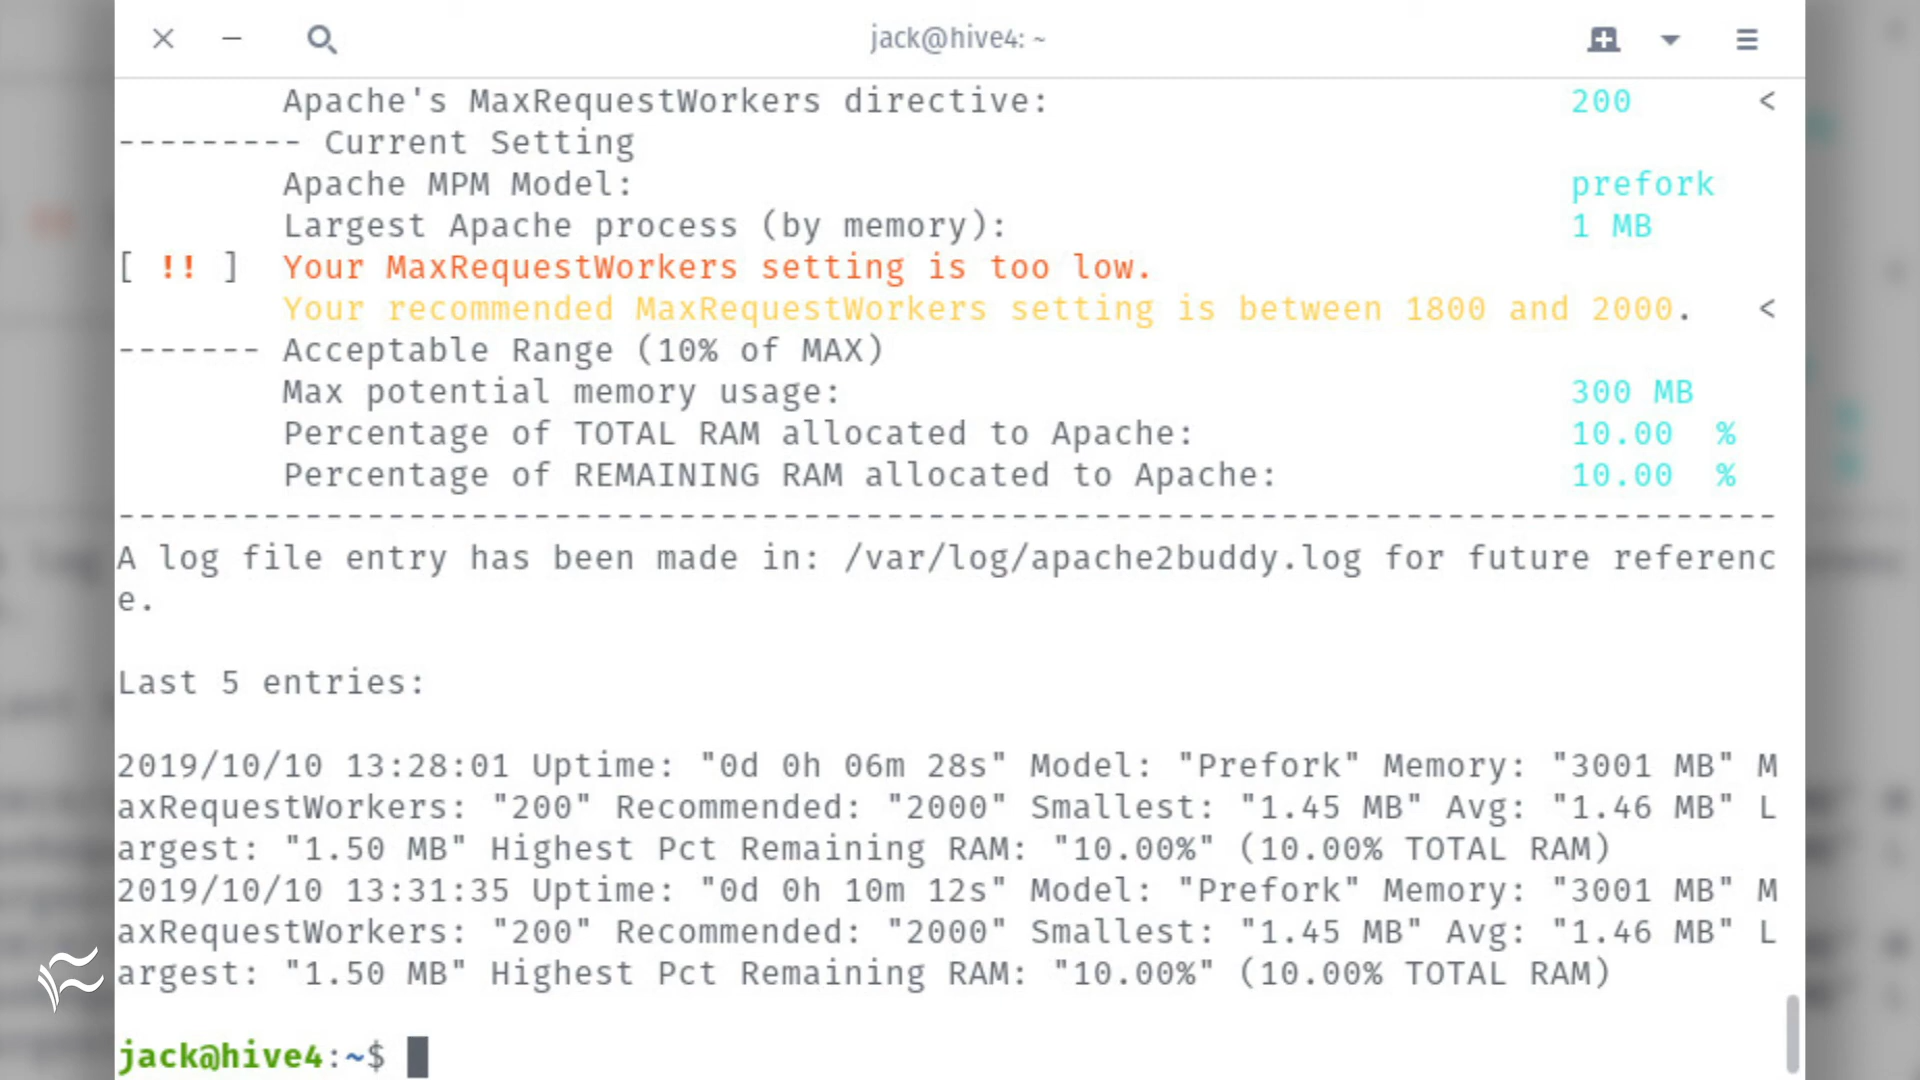 jack@hive4: ~
Apache's MaxRequestWorkers directive: 200 <
--------- Current Setting
Apache MPM Model: prefork
Largest Apache process (by memory): 1 MB
[ !! ] Your MaxRequestWorkers setting is too low.
Your recommended MaxRequestWorkers setting is between 1800 and 2000. <
------- Acceptable Range (10% of MAX)
Max potential memory usage: 300 MB
Percentage of TOTAL RAM allocated to Apache: 10.00 %
Percentage of REMAINING RAM allocated to Apache: 10.00 %
--------------------------------------------------------------------------------
A log file entry has been made in: /var/log/apache2buddy.log for future referenc
e.
Last 5 entries:
2019/10/10 13:28:01 Uptime: "0d 0h 06m 28s" Model: "Prefork" Memory: "3001 MB" M
axRequestWorkers: "200" Recommended: "2000" Smallest: "1.45 MB" Avg: "1.46 MB" L
argest: "1.50 MB" Highest Pct Remaining RAM: "10.00%" (10.00% TOTAL RAM)
2019/10/10 13:31:35 Uptime: "0d 0h 10m 12s" Model: "Prefork" Memory: "3001 MB" M
axRequestWorkers: "200" Recommended: "2000" Smallest: "1.45 MB" Avg: "1.46 MB" L
argest: "1.50 MB" Highest Pct Remaining RAM: "10.00%" (10.00% TOTAL RAM)
jack@hive4:~$